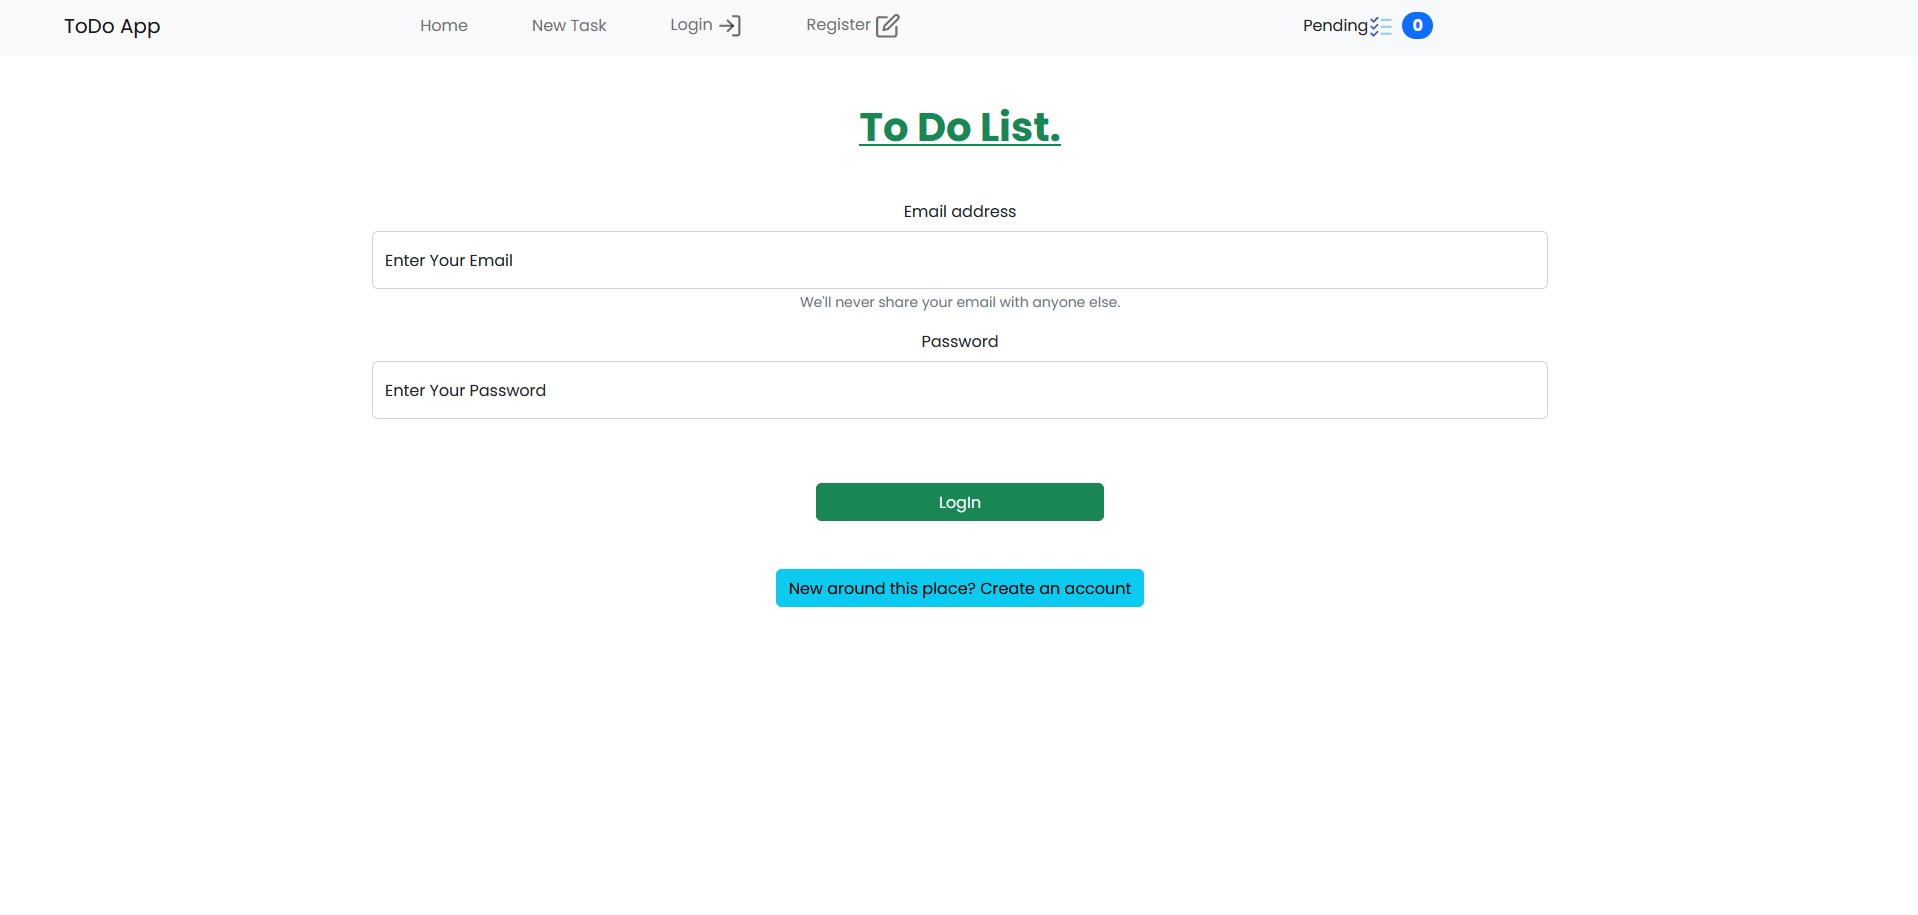 ToDo App Home New Task Login Register Pending 0
To Do List.
Email address
Enter Your Email
We'll never share your email with anyone else.
Password
Enter Your Password
LogIn
New around this place? Create an account